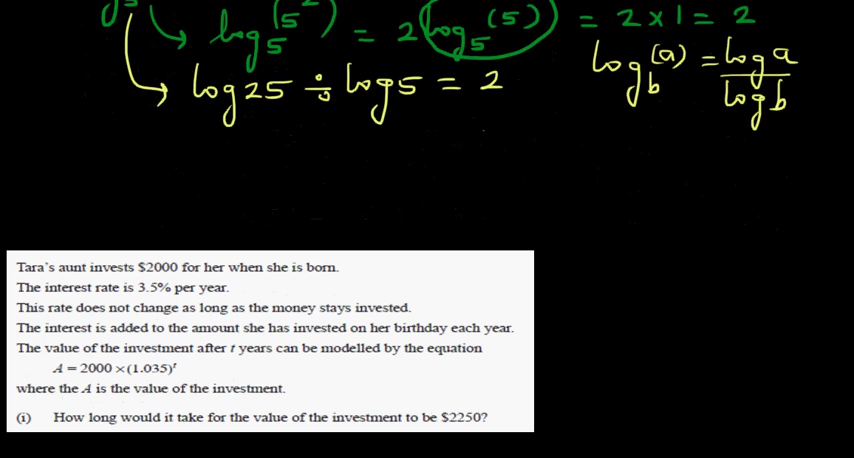 log₅(5²) = 2(log₅(5)) = 2 × 1 = 2
log 25 ÷ log 5 = 2
log_b(a) = log a / log b
Tara's aunt invests $2000 for her when she is born.
The interest rate is 3.5% per year.
This rate does not change as long as the money stays invested.
The interest is added to the amount she has invested on her birthday each year.
The value of the investment after t years can be modelled by the equation
A = 2000 × (1.035)ᵗ
where the A is the value of the investment.
(i) How long would it take for the value of the investment to be $2250?